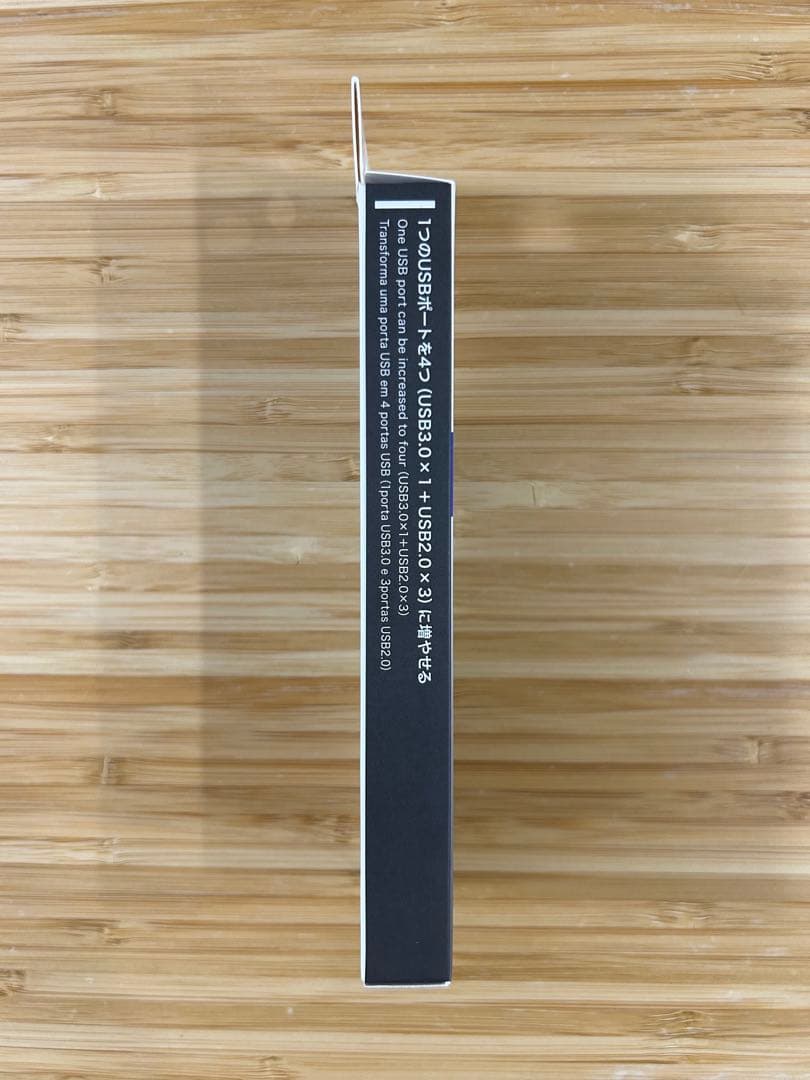 1つのUSBポートを4つ (USB3.0×1+USB2.0×3) に増やせる
One USB port can be increased to four (USB3.0×1+USB2.0×3)
Transforma uma porta USB em 4 portas USB (1porta USB3.0 e 3portas USB2.0)